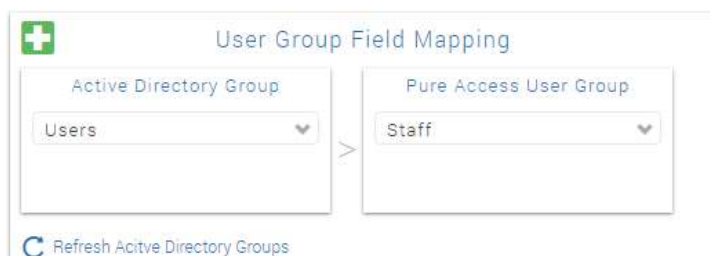 User Group Field Mapping
Active Directory Group
Pure Access User Group
Users
>
Staff
Refresh Acitve Directory Groups